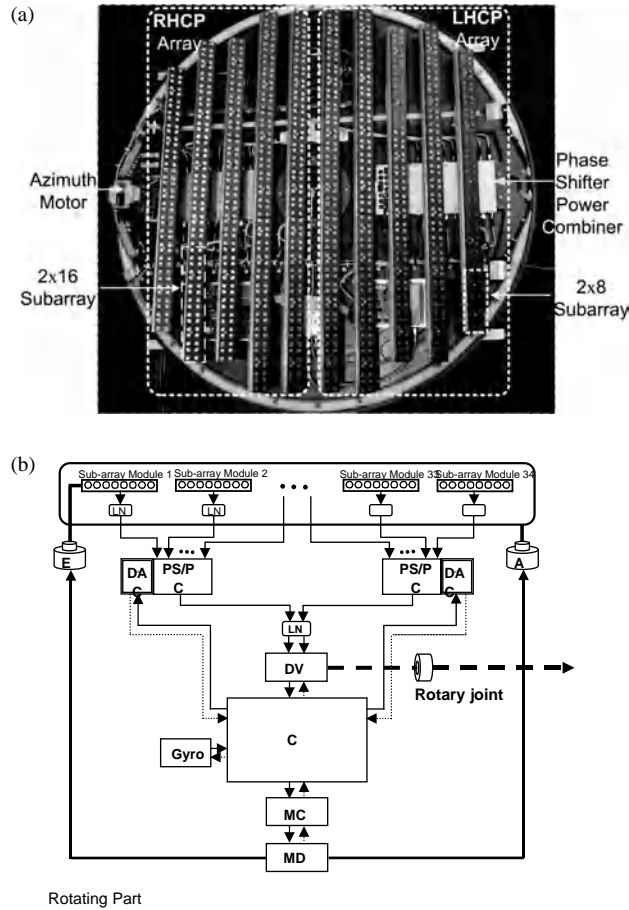 (a)
RHCP
Array
LHCP
Array
Azimuth
Motor
Phase
Shifter
Power
Combiner
2x16
Subarray
2x8
Subarray
(b)
Sub-array Module 1
Sub-array Module 2
Sub-array Module 33
Sub-array Module 34
LN
LN
E
A
DA
C
PS/P
C
PS/P
C
DA
C
LN
DV
Rotary joint
C
Gyro
MC
MD
Rotating Part